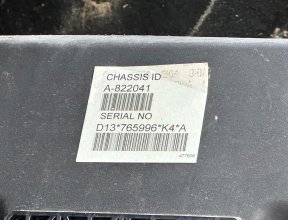 CHASSIS ID
A-822041
SERIAL NO
D13*765996*K4*A